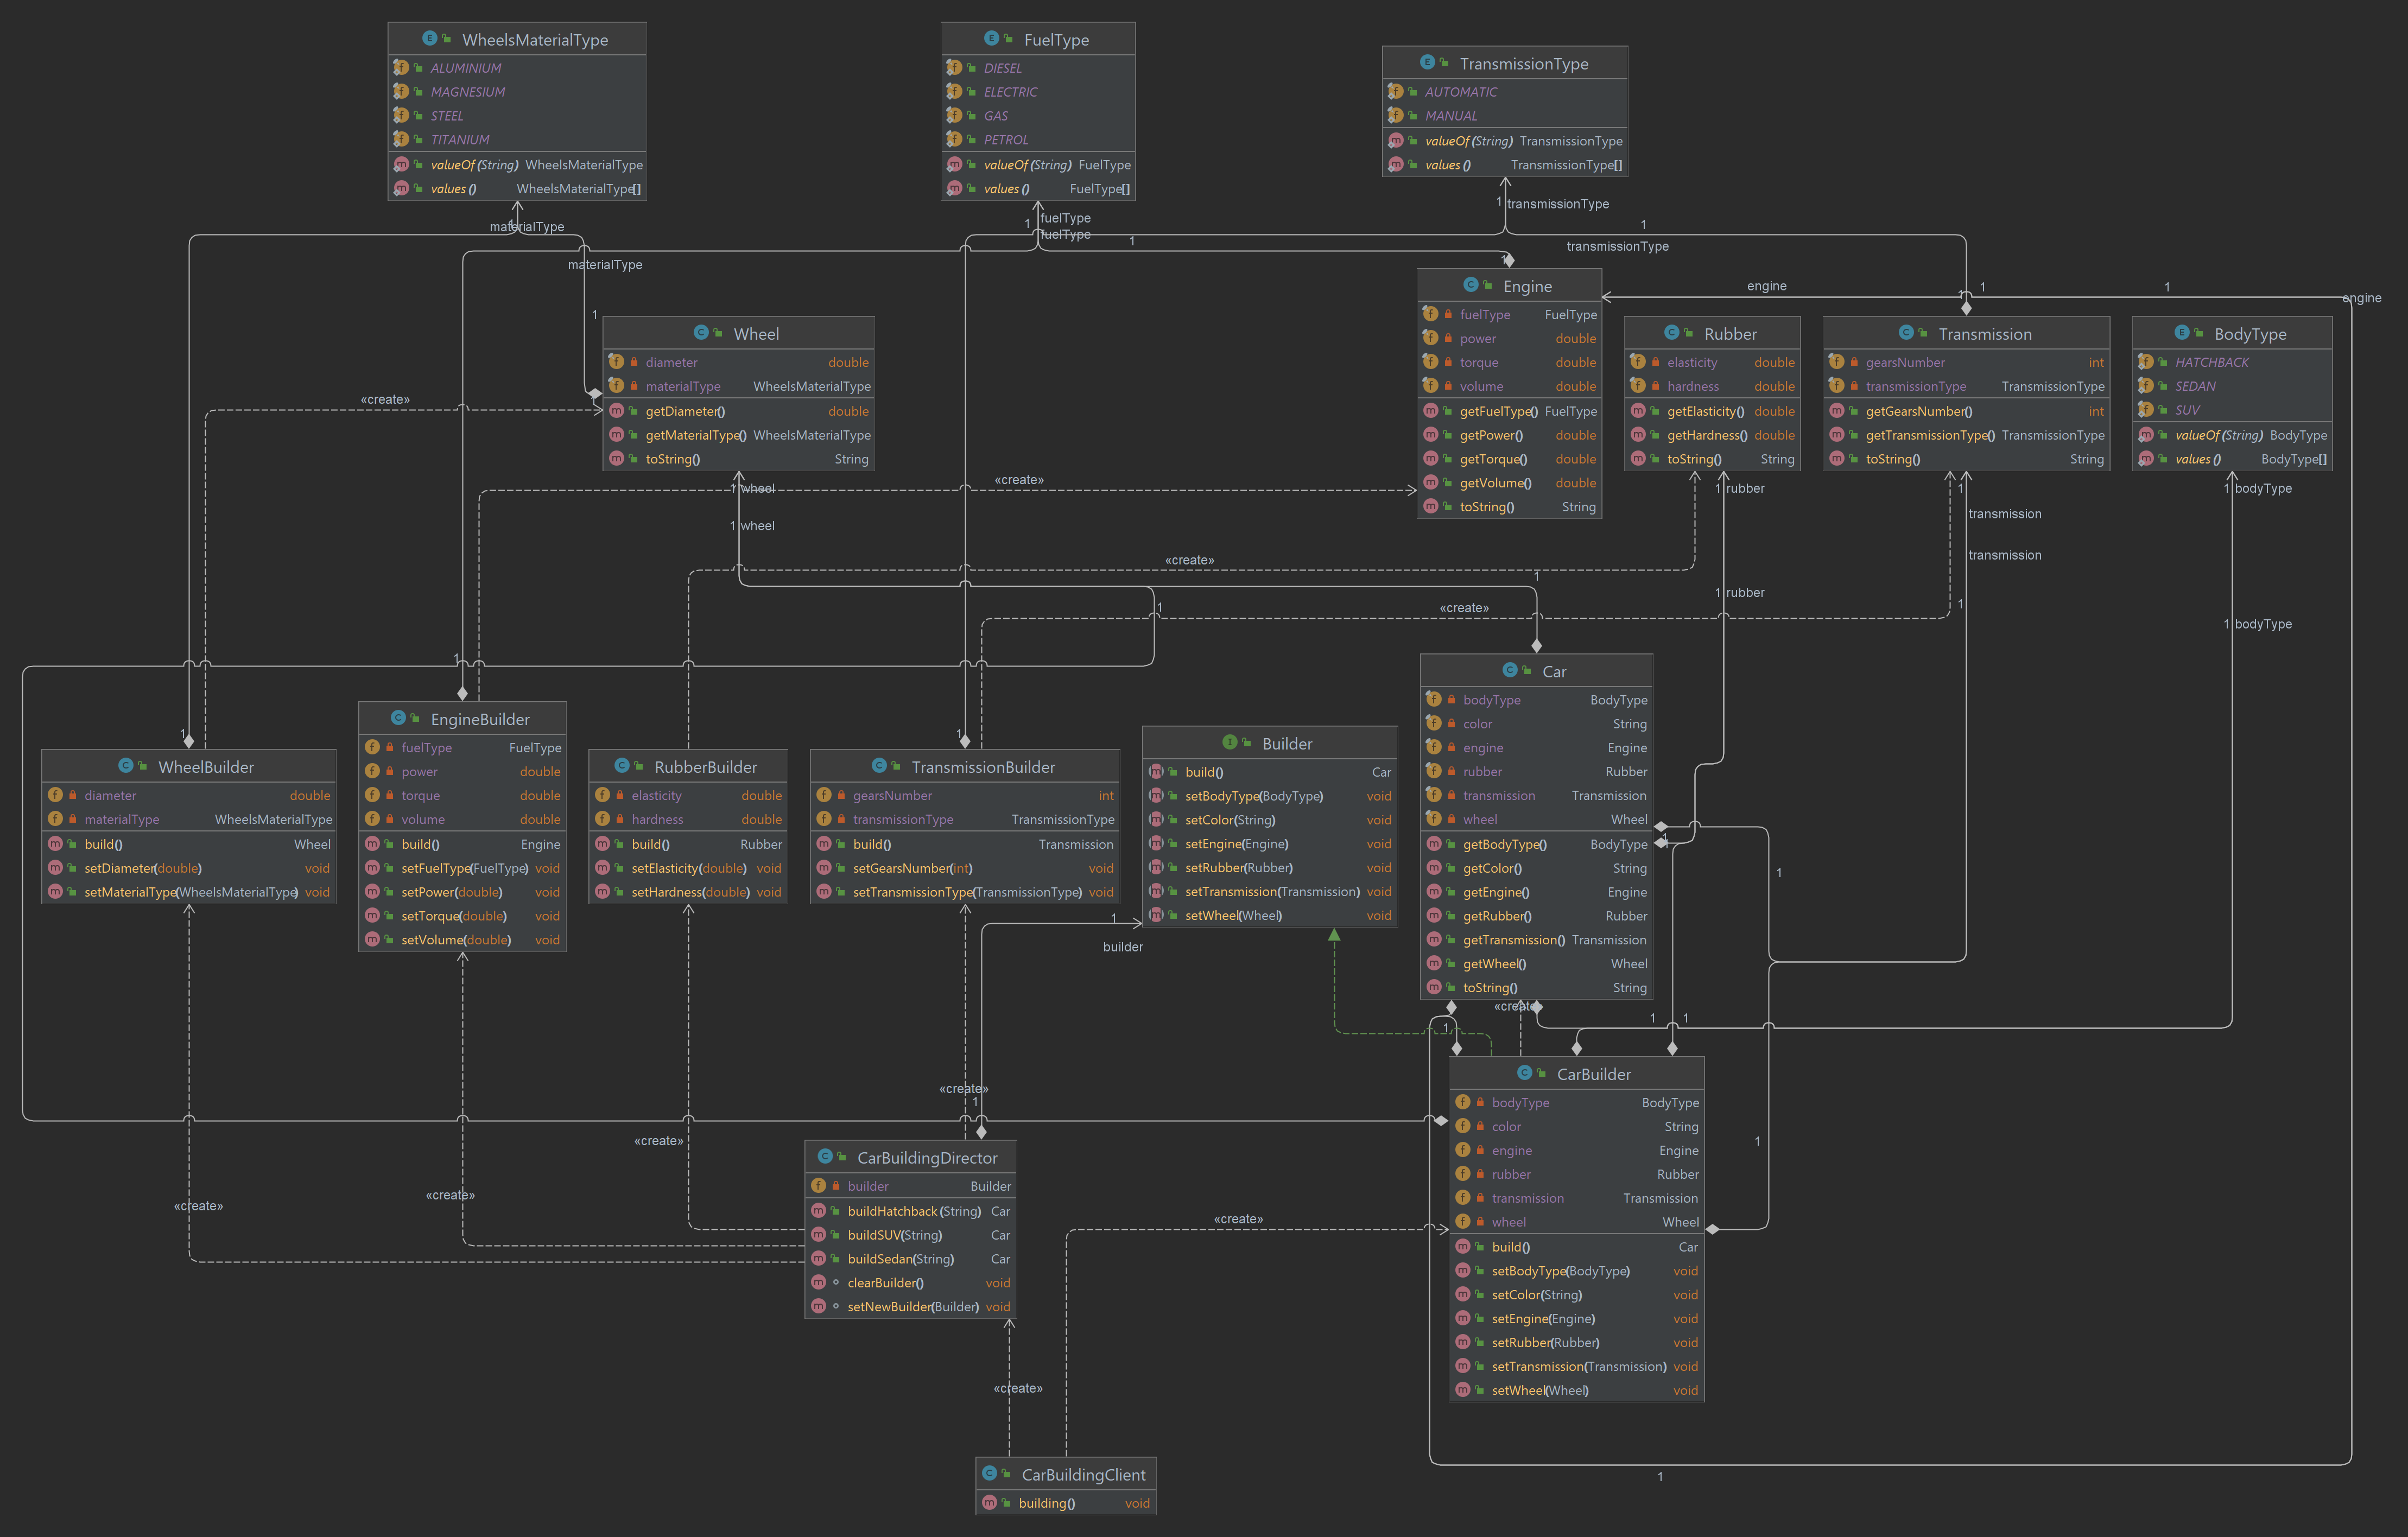 WheelsMaterialType
ALUMINIUM
MAGNESIUM
STEEL
TITANIUM
valueOf(String) WheelsMaterialType
values() WheelsMaterialType[]
FuelType
DIESEL
ELECTRIC
GAS
PETROL
valueOf(String) FuelType
values() FuelType[]
TransmissionType
AUTOMATIC
MANUAL
valueOf(String) TransmissionType
values() TransmissionType[]
1
materialType
1
fuelType
fuelType
1
1 transmissionType
1
transmissionType
materialType
1
1
engine
1
1
1
engine
Wheel
diameter double
materialType WheelsMaterialType
getDiameter() double
getMaterialType() WheelsMaterialType
toString() String
Engine
fuelType FuelType
power double
torque double
volume double
getFuelType() FuelType
getPower() double
getTorque() double
getVolume() double
toString() String
Rubber
elasticity double
hardness double
getElasticity() double
getHardness() double
toString() String
Transmission
gearsNumber int
transmissionType TransmissionType
getGearsNumber() int
getTransmissionType() TransmissionType
toString() String
BodyType
HATCHBACK
SEDAN
SUV
valueOf(String) BodyType
values() BodyType[]
«create»
«create»
1 wheel
1 wheel
1 rubber
1
transmission
1 bodyType
transmission
«create»
1
1 rubber
1
«create»
1
1 bodyType
1
1
1
WheelBuilder
diameter double
materialType WheelsMaterialType
build() Wheel
setDiameter(double) void
setMaterialType(WheelsMaterialType) void
EngineBuilder
fuelType FuelType
power double
torque double
volume double
build() Engine
setFuelType(FuelType) void
setPower(double) void
setTorque(double) void
setVolume(double) void
RubberBuilder
elasticity double
hardness double
build() Rubber
setElasticity(double) void
setHardness(double) void
TransmissionBuilder
gearsNumber int
transmissionType TransmissionType
build() Transmission
setGearsNumber(int) void
setTransmissionType(TransmissionType) void
Builder
build() Car
setBodyType(BodyType) void
setColor(String) void
setEngine(Engine) void
setRubber(Rubber) void
setTransmission(Transmission) void
setWheel(Wheel) void
Car
bodyType BodyType
color String
engine Engine
rubber Rubber
transmission Transmission
wheel Wheel
getBodyType() BodyType
getColor() String
getEngine() Engine
getRubber() Rubber
getTransmission() Transmission
getWheel() Wheel
toString() String
1
1
1
builder
«create»
1
1
1
«create»
1
«create»
1
«create»
«create»
CarBuildingDirector
builder Builder
buildHatchback(String) Car
buildSUV(String) Car
buildSedan(String) Car
clearBuilder() void
setNewBuilder(Builder) void
«create»
CarBuilder
bodyType BodyType
color String
engine Engine
rubber Rubber
transmission Transmission
wheel Wheel
build() Car
setBodyType(BodyType) void
setColor(String) void
setEngine(Engine) void
setRubber(Rubber) void
setTransmission(Transmission) void
setWheel(Wheel) void
«create»
1
CarBuildingClient
building() void